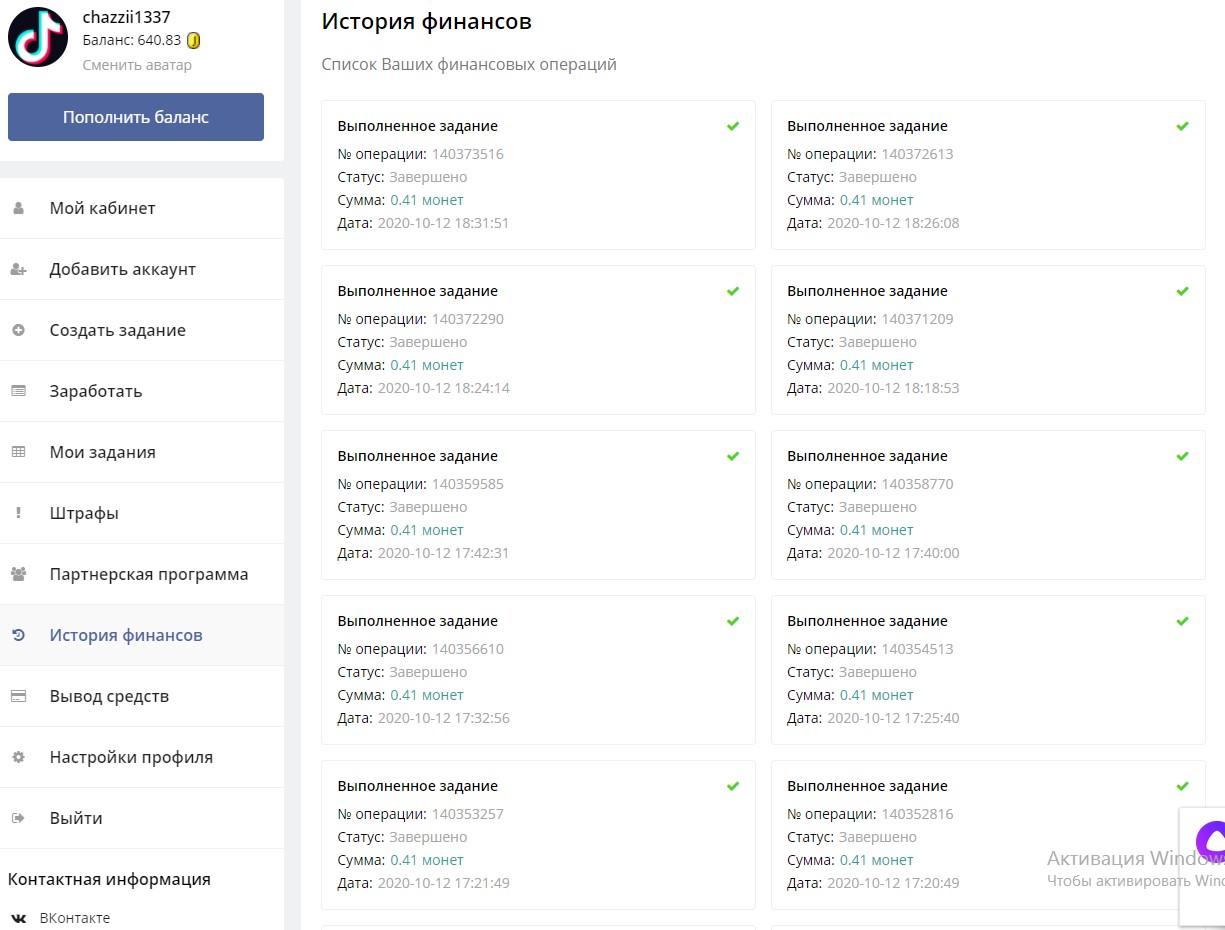 chazzii1337
Баланс: 640.83
Сменить аватар
Пополнить баланс
Мой кабинет
Добавить аккаунт
Создать задание
Заработать
Мои задания
Штрафы
Партнерская программа
История финансов
Вывод средств
Настройки профиля
Выйти
Контактная информация
ВКонтакте
История финансов
Список Ваших финансовых операций
Выполненное задание
№ операции: 140373516
Статус: Завершено
Сумма: 0.41 монет
Дата: 2020-10-12 18:31:51
Выполненное задание
№ операции: 140372613
Статус: Завершено
Сумма: 0.41 монет
Дата: 2020-10-12 18:26:08
Выполненное задание
№ операции: 140372290
Статус: Завершено
Сумма: 0.41 монет
Дата: 2020-10-12 18:24:14
Выполненное задание
№ операции: 140371209
Статус: Завершено
Сумма: 0.41 монет
Дата: 2020-10-12 18:18:53
Выполненное задание
№ операции: 140359585
Статус: Завершено
Сумма: 0.41 монет
Дата: 2020-10-12 17:42:31
Выполненное задание
№ операции: 140358770
Статус: Завершено
Сумма: 0.41 монет
Дата: 2020-10-12 17:40:00
Выполненное задание
№ операции: 140356610
Статус: Завершено
Сумма: 0.41 монет
Дата: 2020-10-12 17:32:56
Выполненное задание
№ операции: 140354513
Статус: Завершено
Сумма: 0.41 монет
Дата: 2020-10-12 17:25:40
Выполненное задание
№ операции: 140353257
Статус: Завершено
Сумма: 0.41 монет
Дата: 2020-10-12 17:21:49
Выполненное задание
№ операции: 140352816
Статус: Завершено
Сумма: 0.41 монет
Дата: 2020-10-12 17:20:49
Активация Window
Чтобы активировать Wind